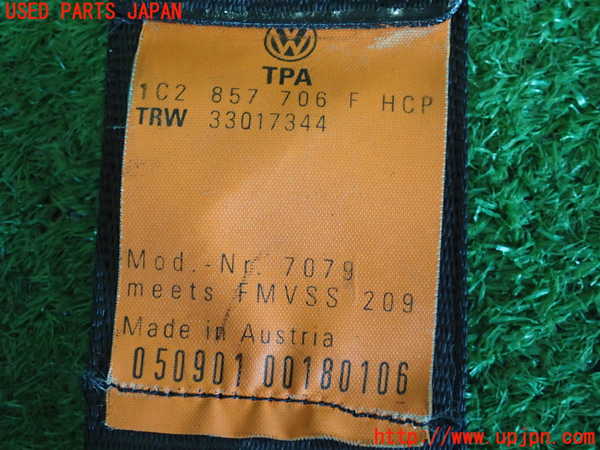 USED PARTS JAPAN
VW
TPA
1C2 857 706 F HCP
TRW 33017344
Mod.-Nr. 7079
meets FMVSS 209
Made in Austria
050901 00180106
http://www.upjpn.com/